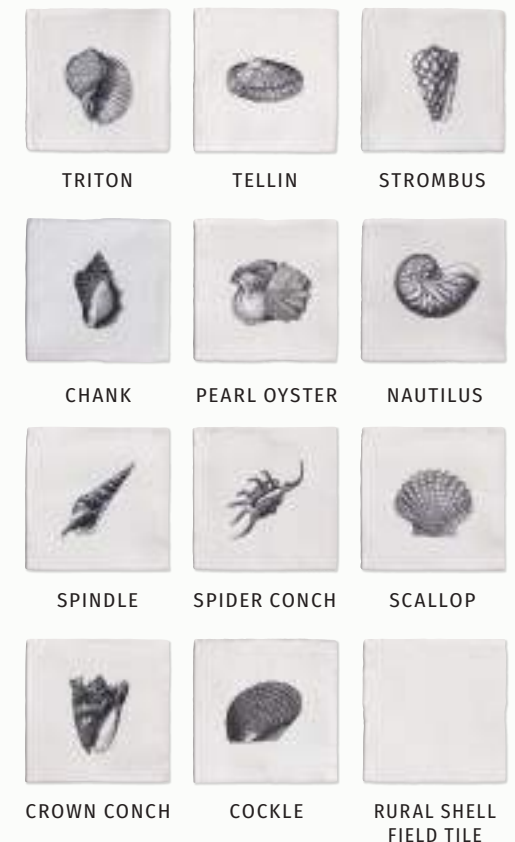 TRITON
TELLIN
STROMBUS
CHANK
PEARL OYSTER
NAUTILUS
SPINDLE
SPIDER CONCH
SCALLOP
CROWN CONCH
COCKLE
RURAL SHELL
FIELD TILE